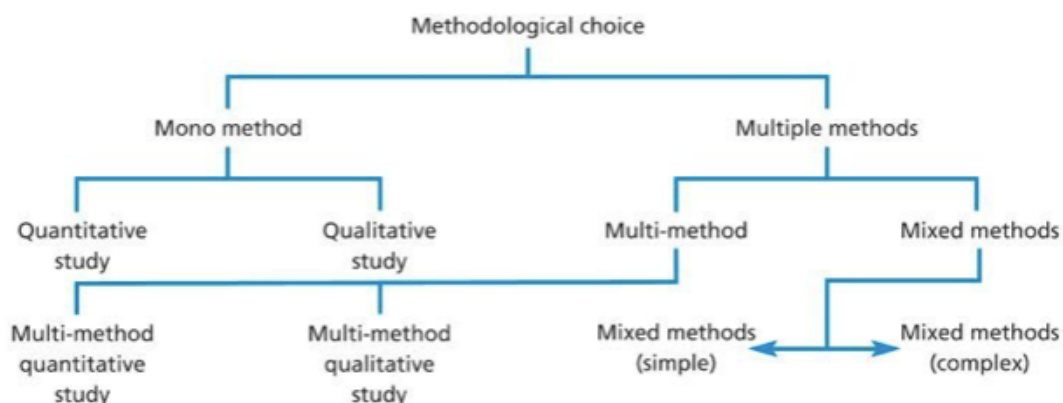 Methodological choice
Mono method
Multiple methods
Quantitative
study
Qualitative
study
Multi-method
Mixed methods
Multi-method
quantitative
study
Multi-method
qualitative
study
Mixed methods
(simple)
Mixed methods
(complex)